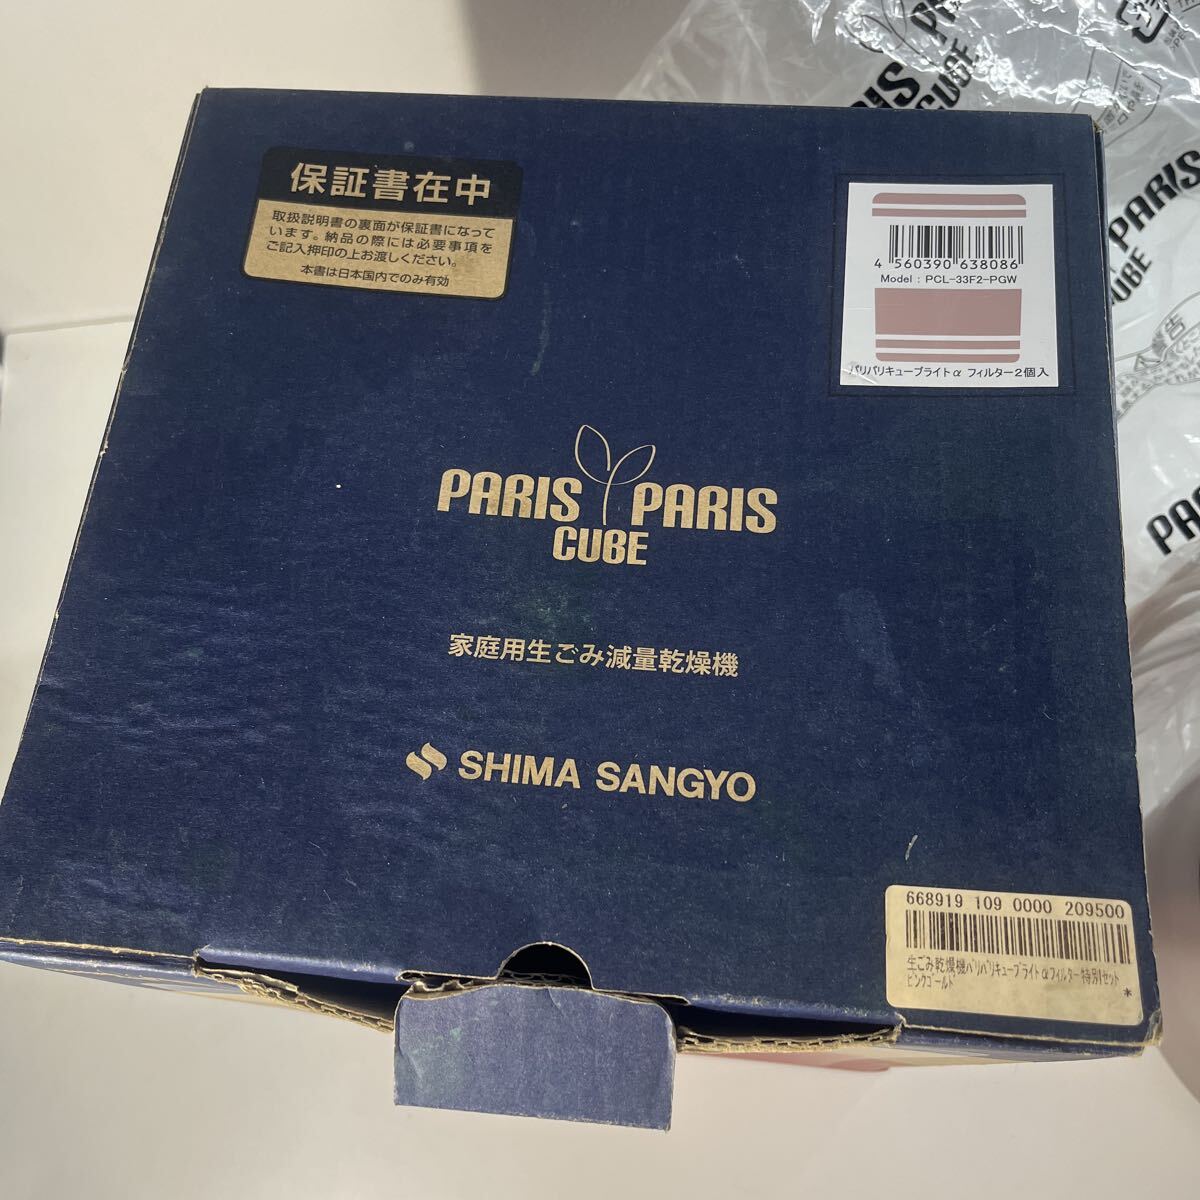 保証書在中
取扱説明書の裏面が保証書になって
います。納品の際には必要事項を
ご記入押印の上お渡しください。
本書は日本国内でのみ有効
4 560390 638086
Model : PCL-33F2-PGW
パリパリキューブライトα フィルター2個入
PARIS PARIS
CUBE
家庭用生ごみ減量乾燥機
SHIMA SANGYO
668919 109 0000 209500
生ごみ乾燥機パリパリキューブライトαフィルター特別セット
ピンクゴールド
*
PARIS
CUBE
PARIS
CUBE
警告